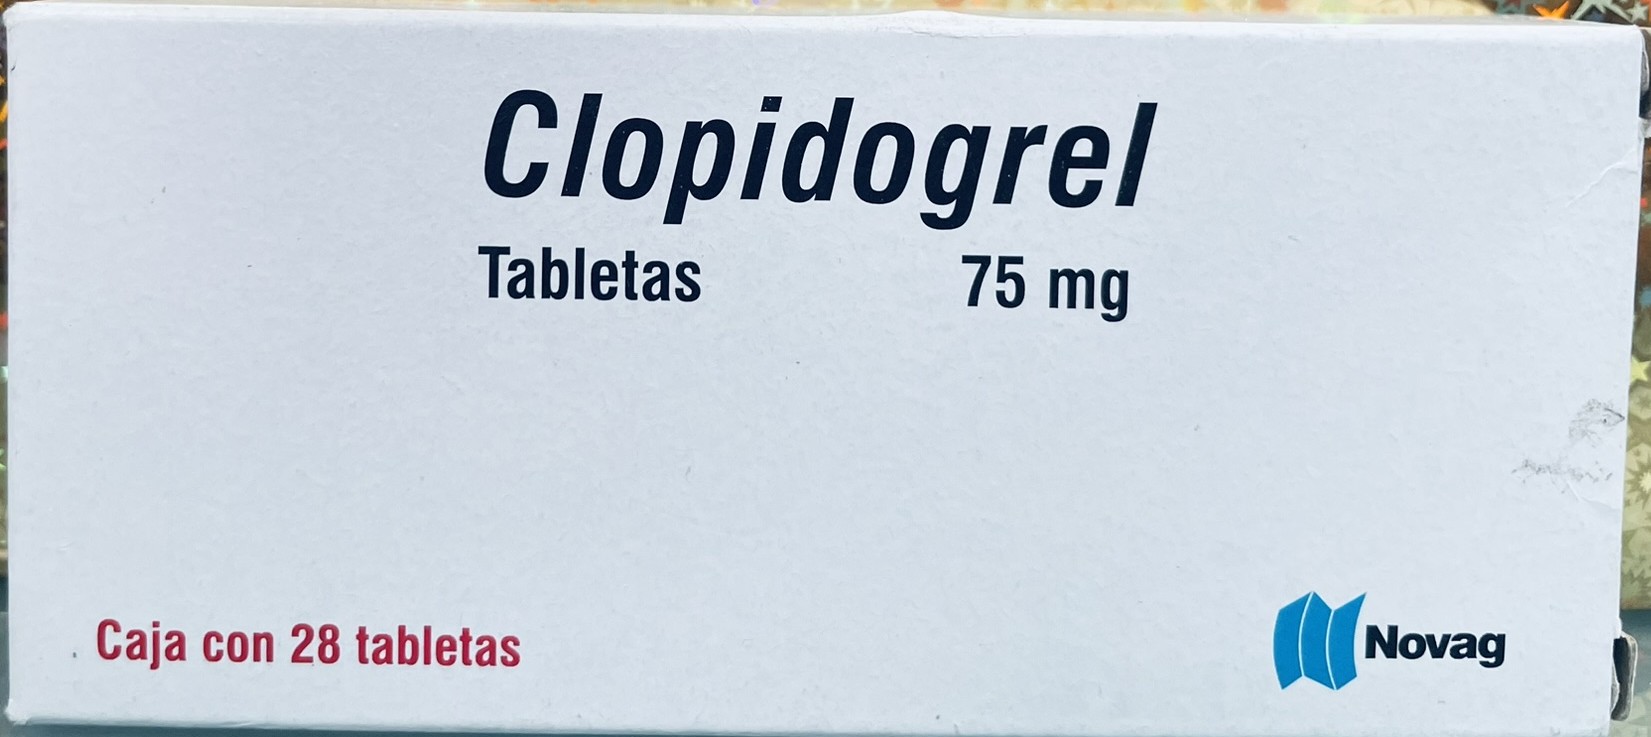 Clopidogrel
Tabletas 75 mg
Caja con 28 tabletas
Novag